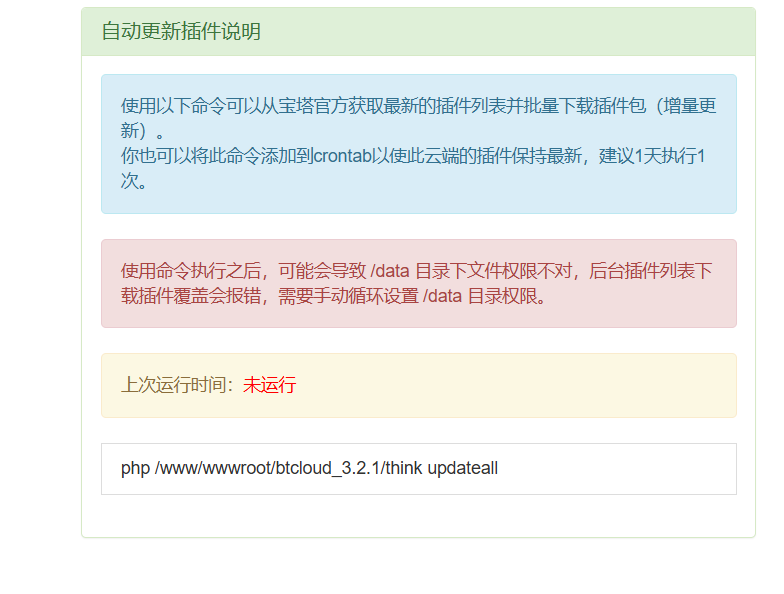 自动更新插件说明
使用以下命令可以从宝塔官方获取最新的插件列表并批量下载插件包（增量更
新）。
你也可以将此命令添加到crontab以使此云端的插件保持最新，建议1天执行1
次。
使用命令执行之后，可能会导致 /data 目录下文件权限不对，后台插件列表下
载插件覆盖会报错，需要手动循环设置 /data 目录权限。
上次运行时间：未运行
php /www/wwwroot/btcloud_3.2.1/think updateall